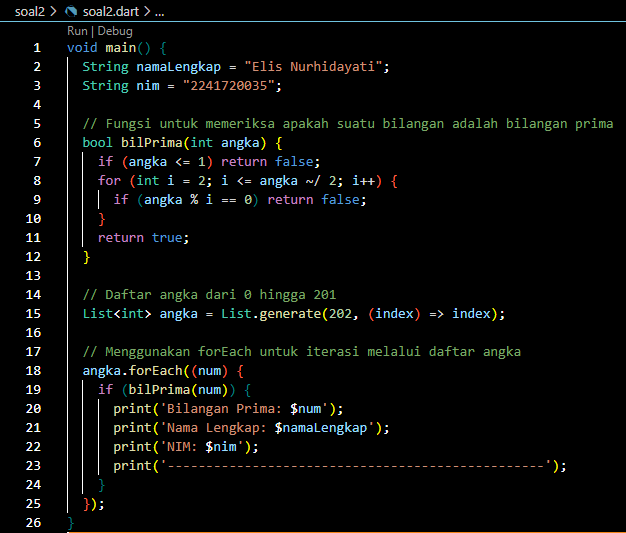 soal2 > soal2.dart > ...
Run | Debug
1 void main() {
2 String namaLengkap = "Elis Nurhidayati";
3 String nim = "2241720035";
4
5 // Fungsi untuk memeriksa apakah suatu bilangan adalah bilangan prima
6 bool bilPrima(int angka) {
7 if (angka <= 1) return false;
8 for (int i = 2; i <= angka ~/ 2; i++) {
9 if (angka % i == 0) return false;
10 }
11 return true;
12 }
13
14 // Daftar angka dari 0 hingga 201
15 List<int> angka = List.generate(202, (index) => index);
16
17 // Menggunakan forEach untuk iterasi melalui daftar angka
18 angka.forEach((num) {
19 if (bilPrima(num)) {
20 print('Bilangan Prima: $num');
21 print('Nama Lengkap: $namaLengkap');
22 print('NIM: $nim');
23 print('-----------------------------------------------');
24 }
25 });
26 }